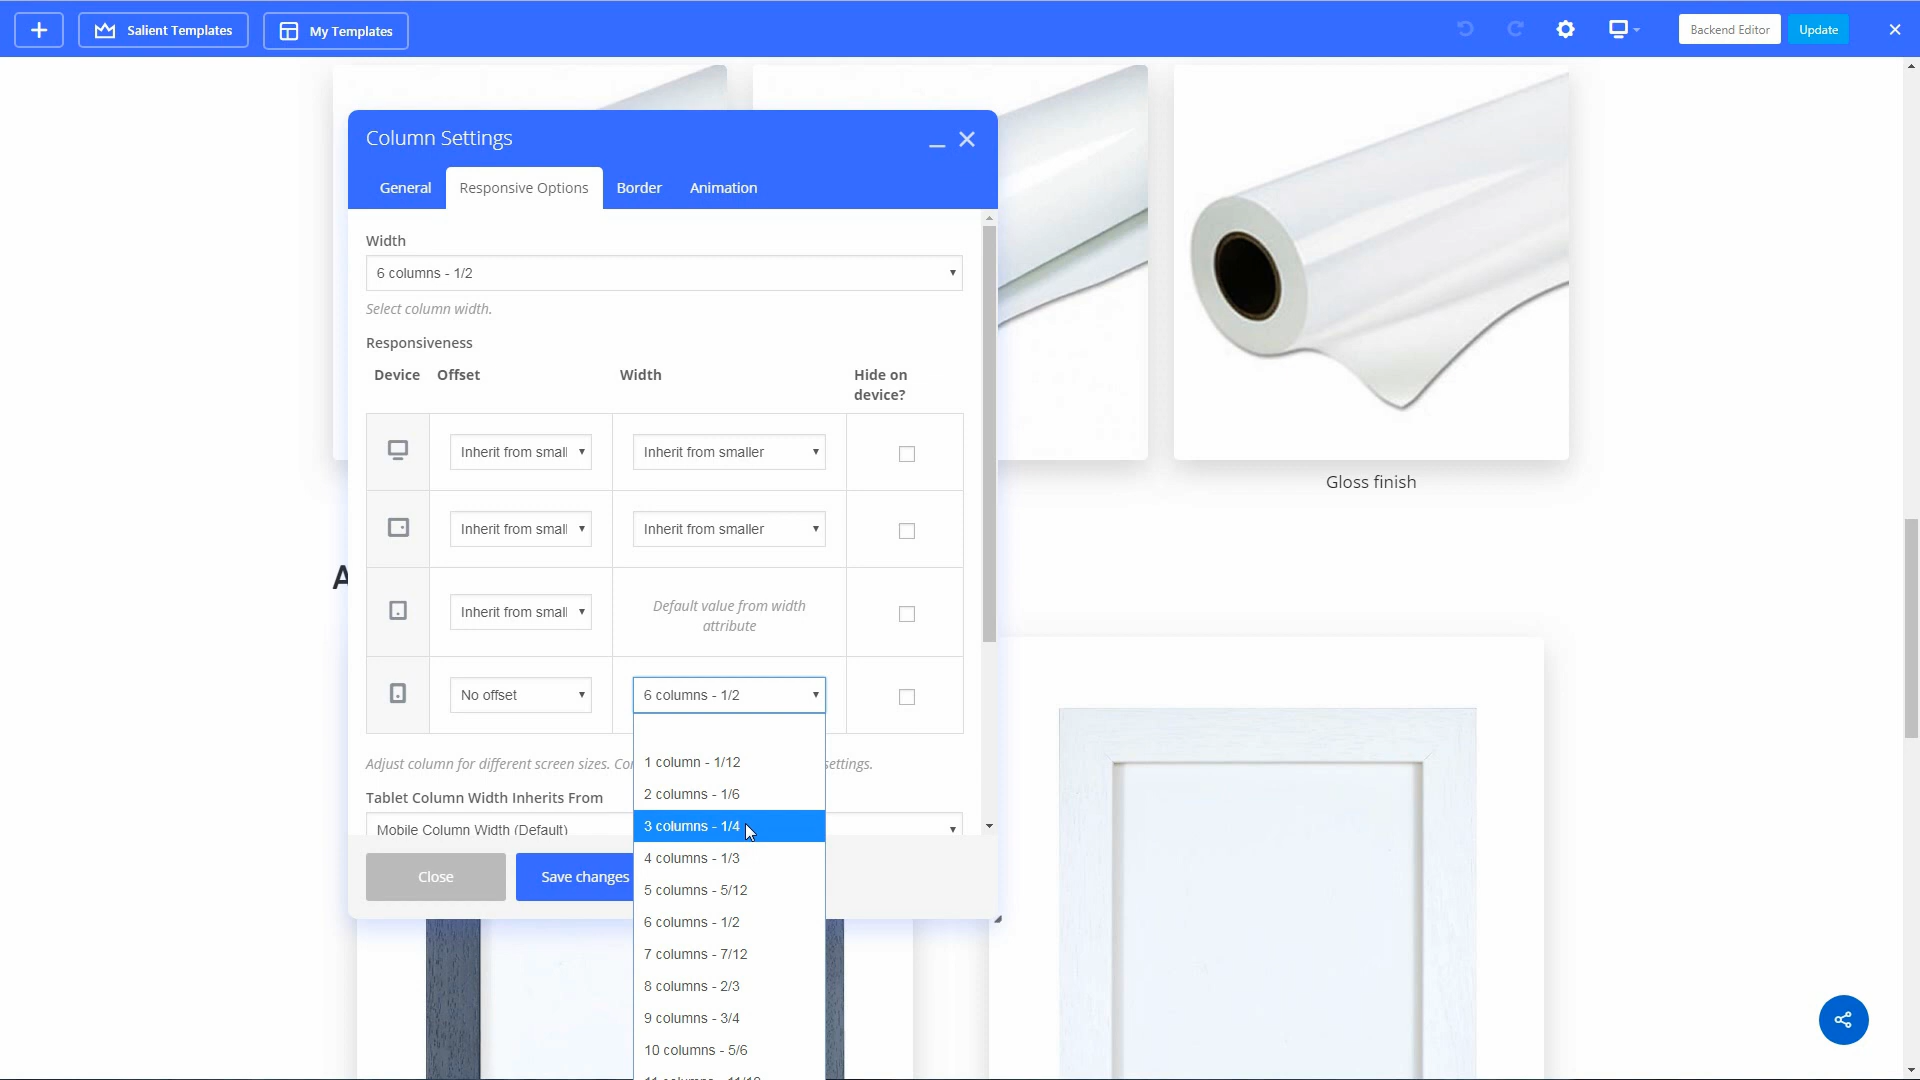 Salient Templates
My Templates
Backend Editor
Update
Column Settings
General
Responsive Options
Border
Animation
Width
6 columns - 1/2
Select column width.
Responsiveness
Device
Offset
Width
Hide on
device?
Inherit from small
Inherit from smaller
Inherit from small
Inherit from smaller
Inherit from small
Default value from width
attribute
No offset
6 columns - 1/2
Adjust column for different screen sizes.
settings.
Tablet Column Width Inherits From
Mobile Column Width (Default)
1 column - 1/12
2 columns - 1/6
3 columns - 1/4
4 columns - 1/3
5 columns - 5/12
6 columns - 1/2
7 columns - 7/12
8 columns - 2/3
9 columns - 3/4
10 columns - 5/6
Close
Save changes
Gloss finish
A